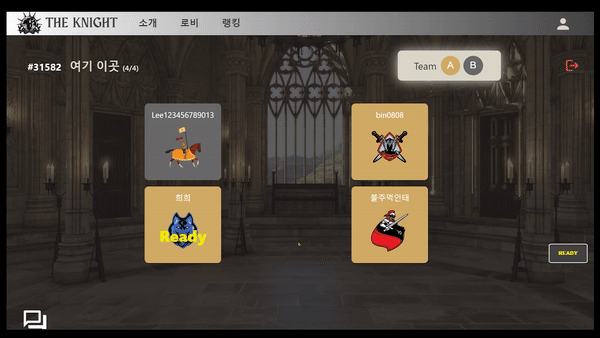 THE KNIGHT 소개 로비 랭킹
#31582 여기 이곳 (4/4)
Team A B
Lee123456789013
bin0808
희희
불주먹인태
Ready
READY